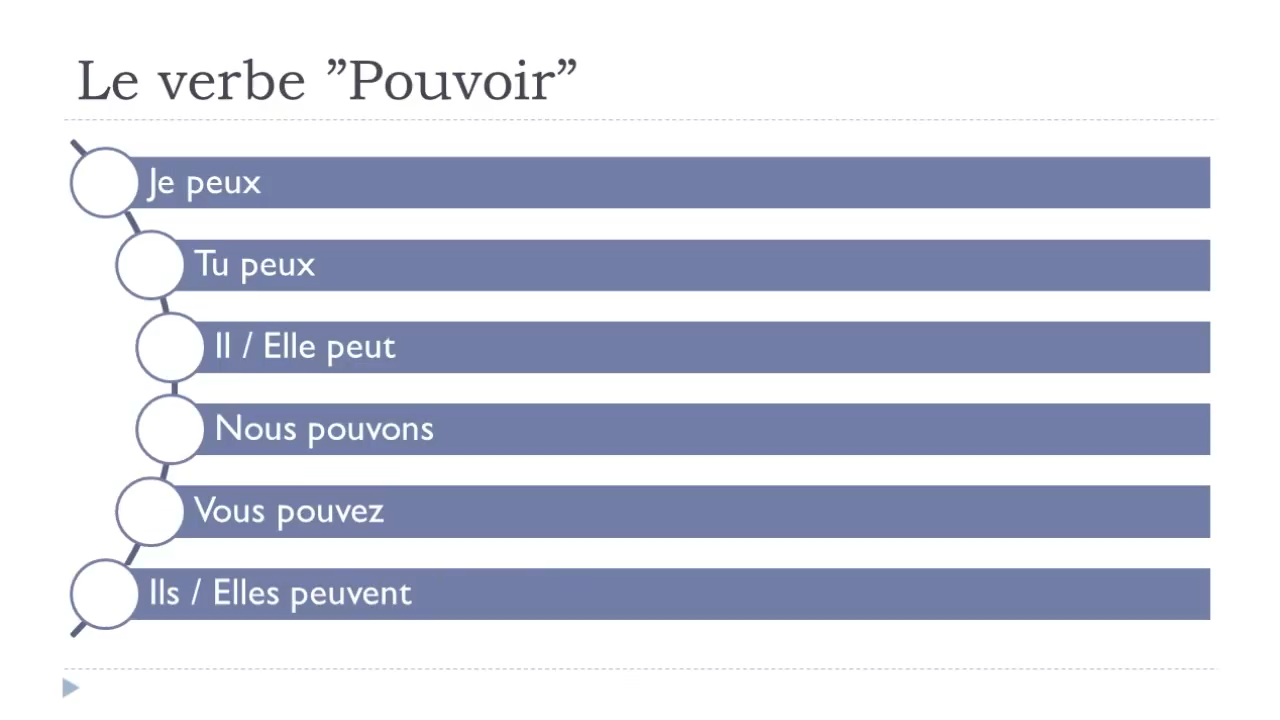 Le verbe ”Pouvoir”
Je peux
Tu peux
Il / Elle peut
Nous pouvons
Vous pouvez
Ils / Elles peuvent